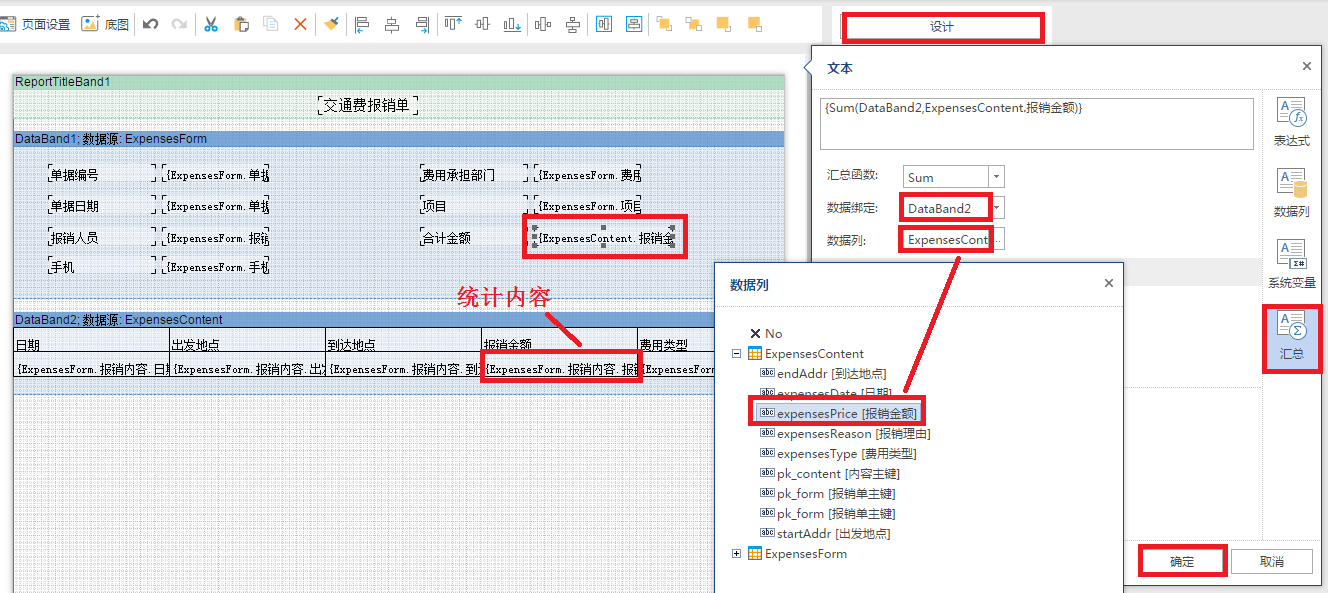 页面设置 底图
设计
ReportTitleBand1
交通费报销单
DataBand1; 数据源: ExpensesForm
单据编号 {ExpensesForm.单据 费用承担部门 {ExpensesForm.费用
单据日期 {ExpensesForm.单据 项目 {ExpensesForm.项目
报销人员 {ExpensesForm.报销 合计金额 {ExpensesContent.报销金
手机 {ExpensesForm.手机
统计内容
DataBand2; 数据源: ExpensesContent
日期 出发地点 到达地点 报销金额 费用类型
{ExpensesForm.报销内容.日期 {ExpensesForm.报销内容.出发 {ExpensesForm.报销内容.到达 {ExpensesForm.报销内容.报销 {ExpensesForm
文本
{Sum(DataBand2,ExpensesContent.报销金额)}
汇总函数: Sum
数据绑定: DataBand2
数据列: ExpensesCont ...
表达式
数据列
系统变量
汇总
数据列
No
ExpensesContent
endAddr [到达地点]
expensesDate [日期]
expensesPrice [报销金额]
expensesReason [报销理由]
expensesType [费用类型]
pk_content [内容主键]
pk_form [报销单主键]
pk_form [报销单主键]
startAddr [出发地点]
ExpensesForm
确定 取消